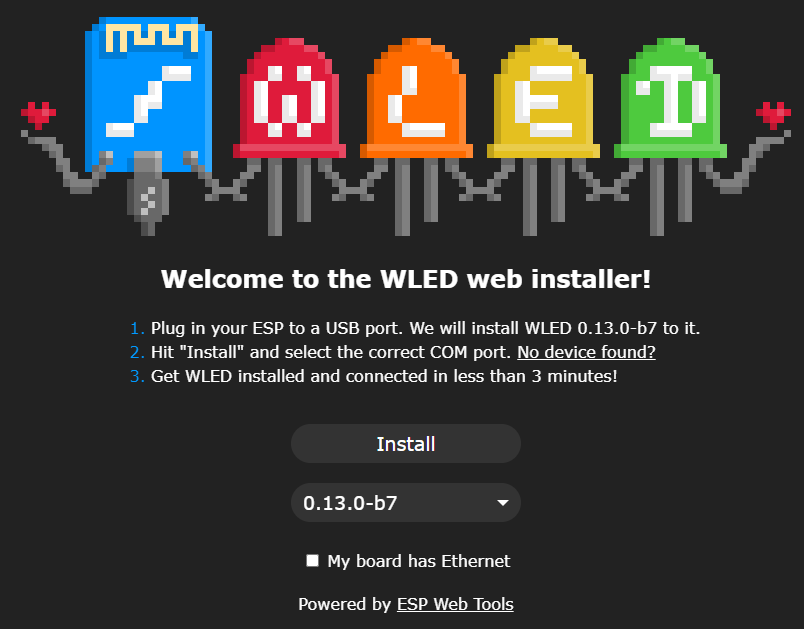 WLED
Welcome to the WLED web installer!
1. Plug in your ESP to a USB port. We will install WLED 0.13.0-b7 to it.
2. Hit "Install" and select the correct COM port. No device found?
3. Get WLED installed and connected in less than 3 minutes!
Install
0.13.0-b7
My board has Ethernet
Powered by ESP Web Tools